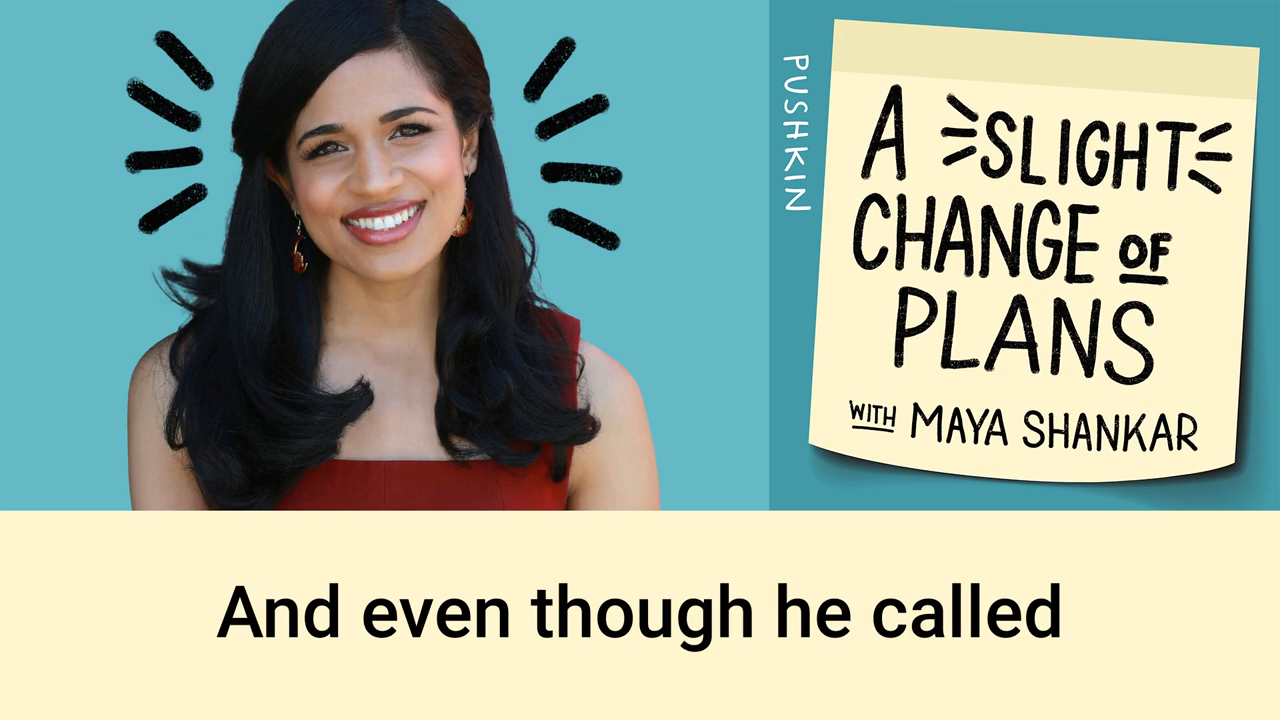 PUSHKIN
A SLIGHT
CHANGE OF
PLANS
WITH MAYA SHANKAR
And even though he called